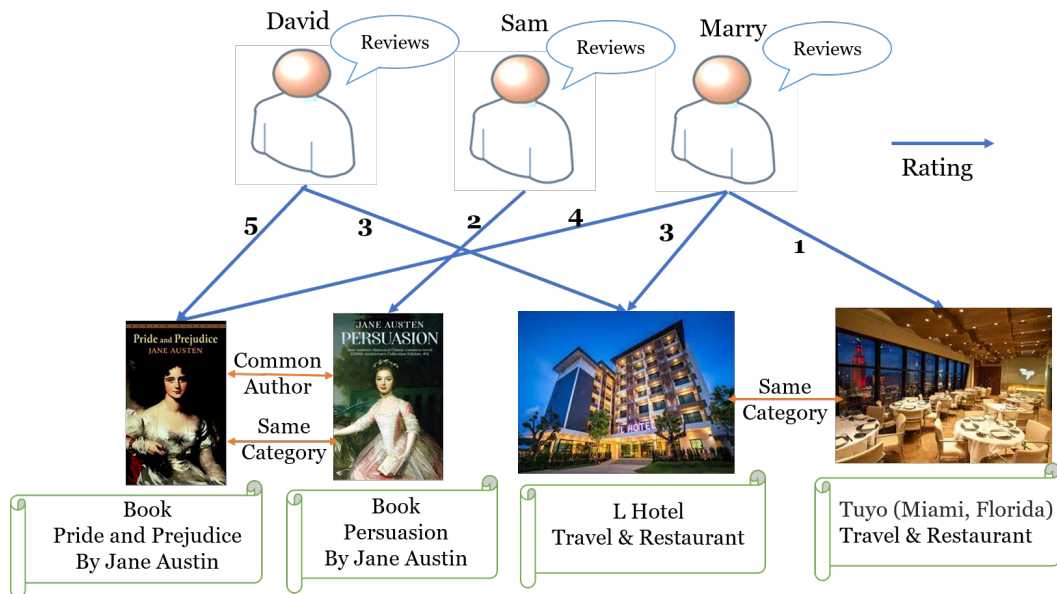 David
Reviews
Sam
Reviews
Marry
Reviews
Rating
5
3
2
4
3
1
Pride and Prejudice
JANE AUSTEN
JANE AUSTEN
PERSUASION
Common
Author
Same
Category
L HOTEL
Same
Category
Book
Pride and Prejudice
By Jane Austin
Book
Persuasion
By Jane Austin
L Hotel
Travel & Restaurant
Tuyo (Miami, Florida)
Travel & Restaurant